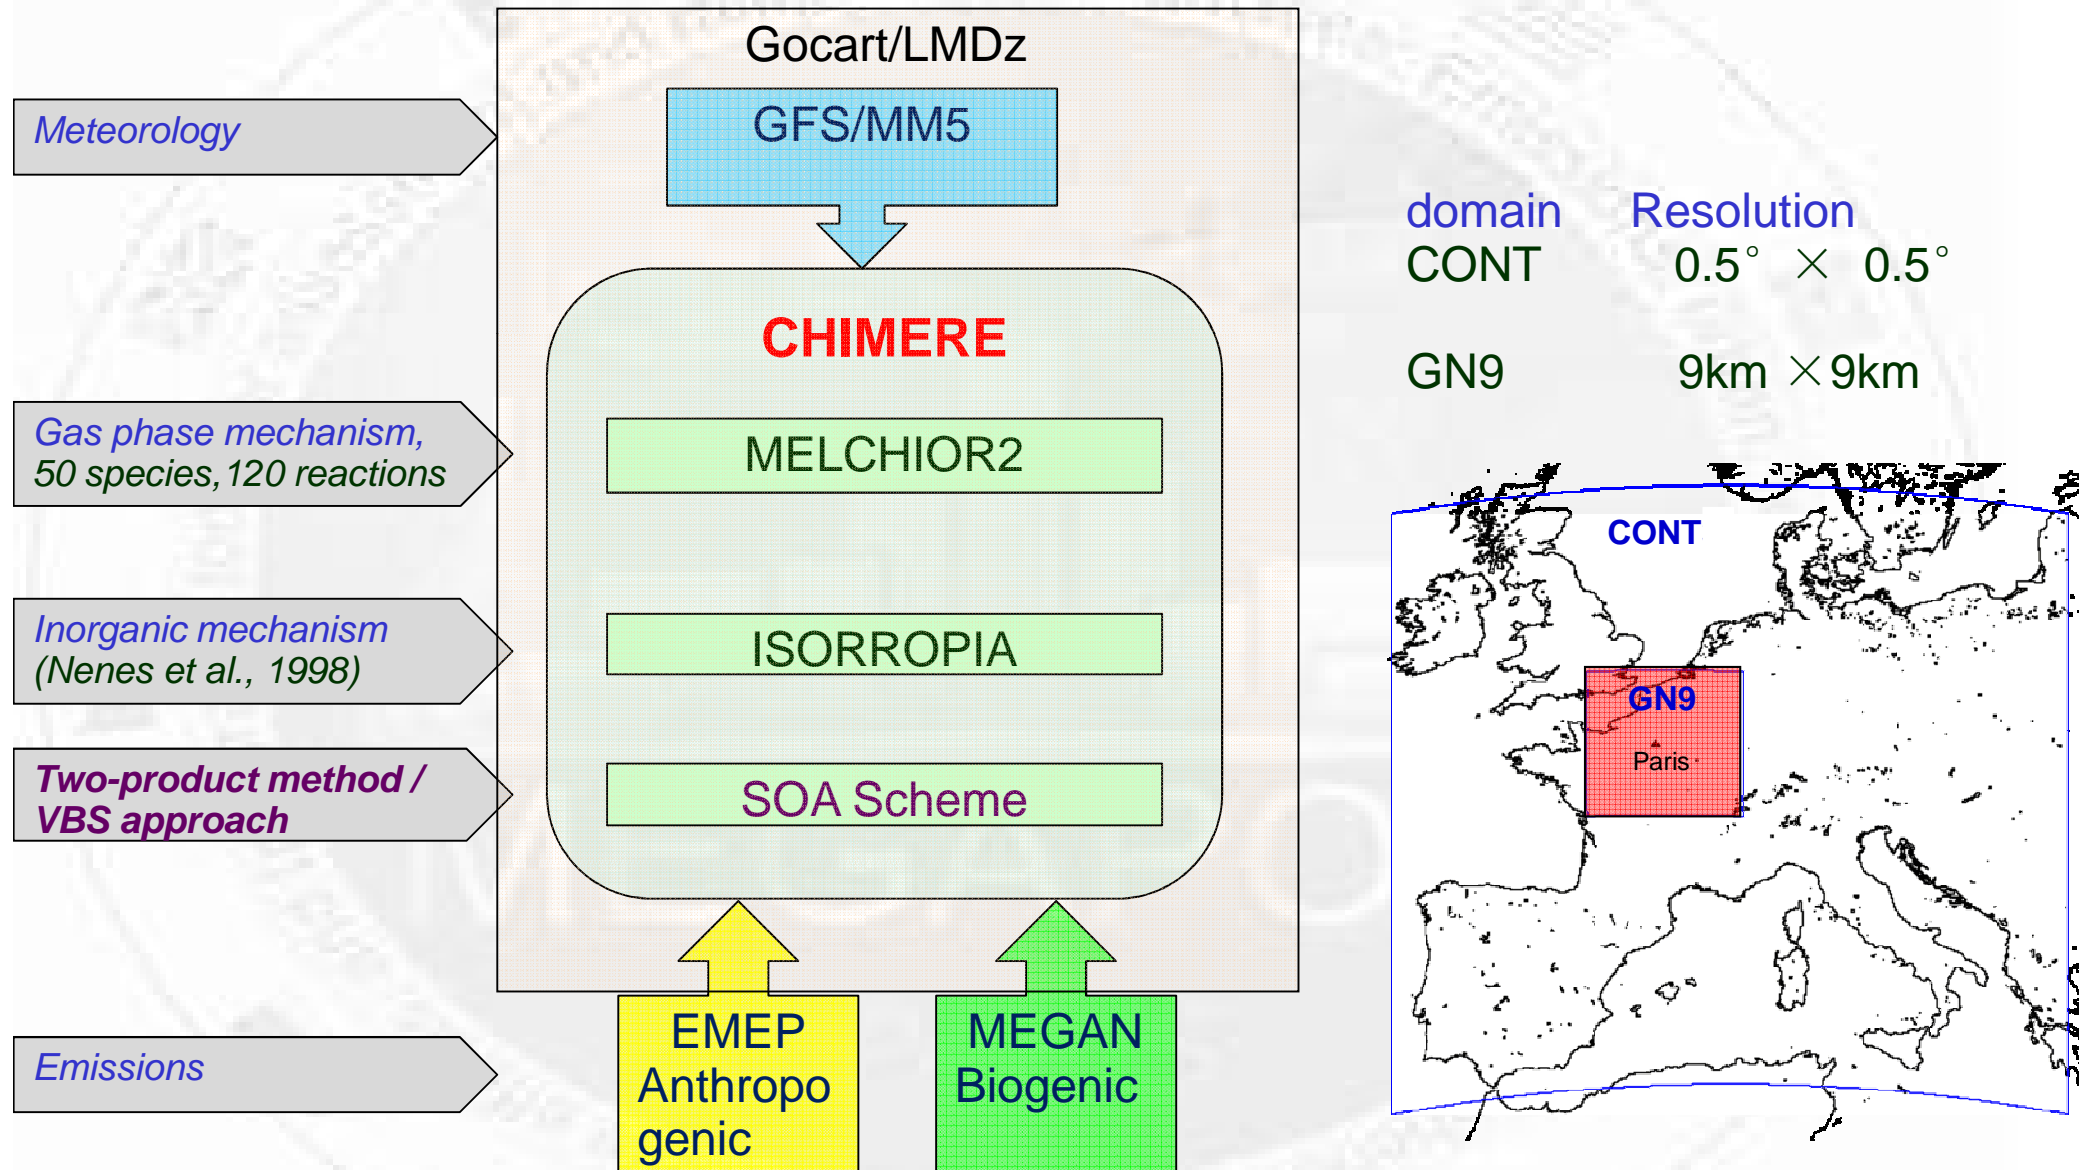 Gocart/LMDz
Meteorology
GFS/MM5
CHIMERE
Gas phase mechanism,
50 species,120 reactions
MELCHIOR2
Inorganic mechanism
(Nenes et al., 1998)
ISORROPIA
Two-product method /
VBS approach
SOA Scheme
Emissions
EMEP
Anthropo
genic
MEGAN
Biogenic
domain Resolution
CONT 0.5° × 0.5°
GN9 9km ×9km
CONT
GN9
Paris